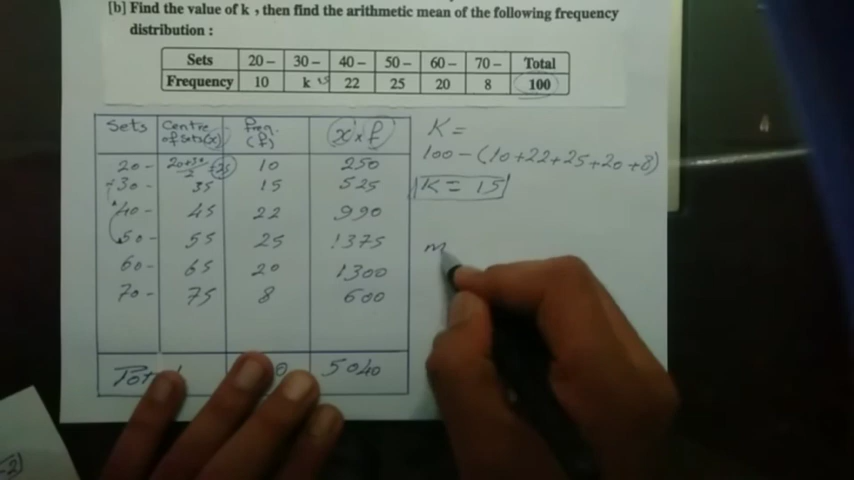 [b] Find the value of k , then find the arithmetic mean of the following frequency
distribution :
Sets 20 – 30 – 40 – 50 – 60 – 70 – Total
Frequency 10 k 15 22 25 20 8 100
Sets Centre of Sets (x) freq. (f) x × f
20 - 20+30/2 = 25 10 250
30 - 35 15 525
40 - 45 22 990
50 - 55 25 1375
60 - 65 20 1300
70 - 75 8 600
5040
K =
100 - (10 + 22 + 25 + 20 + 8)
K = 15
m